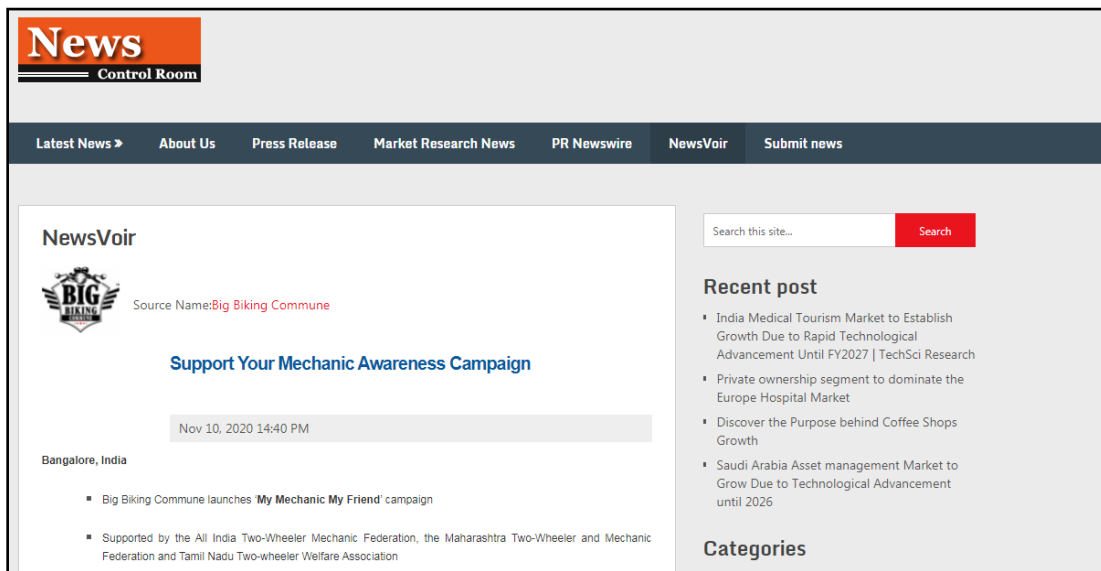 News
Control Room
Latest News » About Us Press Release Market Research News PR Newswire NewsVoir Submit news
NewsVoir
BIG
BIKING
COMMUNE
Source Name:Big Biking Commune
Support Your Mechanic Awareness Campaign
Nov 10, 2020 14:40 PM
Bangalore, India
Big Biking Commune launches ‘My Mechanic My Friend’ campaign
Supported by the All India Two-Wheeler Mechanic Federation, the Maharashtra Two-Wheeler and Mechanic
Federation and Tamil Nadu Two-wheeler Welfare Association
Search this site... Search
Recent post
India Medical Tourism Market to Establish
Growth Due to Rapid Technological
Advancement Until FY2027 | TechSci Research
Private ownership segment to dominate the
Europe Hospital Market
Discover the Purpose behind Coffee Shops
Growth
Saudi Arabia Asset management Market to
Grow Due to Technological Advancement
until 2026
Categories